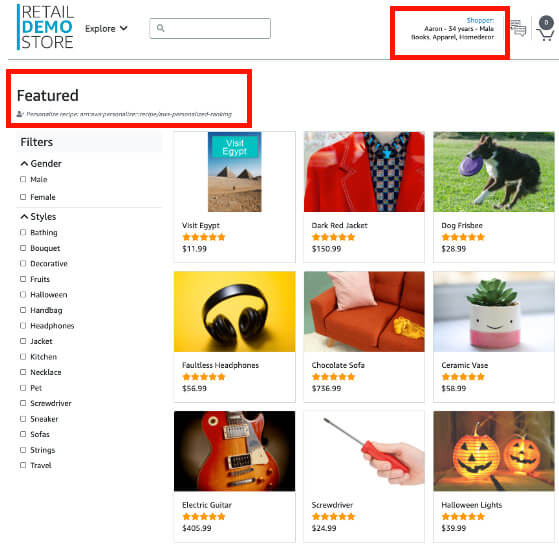 RETAIL
DEMO
STORE
Explore
Shopper:
Aaron - 34 years - Male
Books, Apparel, Homedecor
0
Featured
Personalize recipe: arn:aws:personalize:::recipe/aws-personalized-ranking
Filters
Gender
Male
Female
Styles
Bathing
Bouquet
Decorative
Fruits
Halloween
Handbag
Headphones
Jacket
Kitchen
Necklace
Pet
Screwdriver
Sneaker
Sofas
Strings
Travel
Visit
Egypt
Visit Egypt
$11.99
Dark Red Jacket
$150.99
Dog Frisbee
$28.99
Faultless Headphones
$56.99
Chocolate Sofa
$736.99
Ceramic Vase
$58.99
Electric Guitar
$405.99
Screwdriver
$24.99
Halloween Lights
$39.99